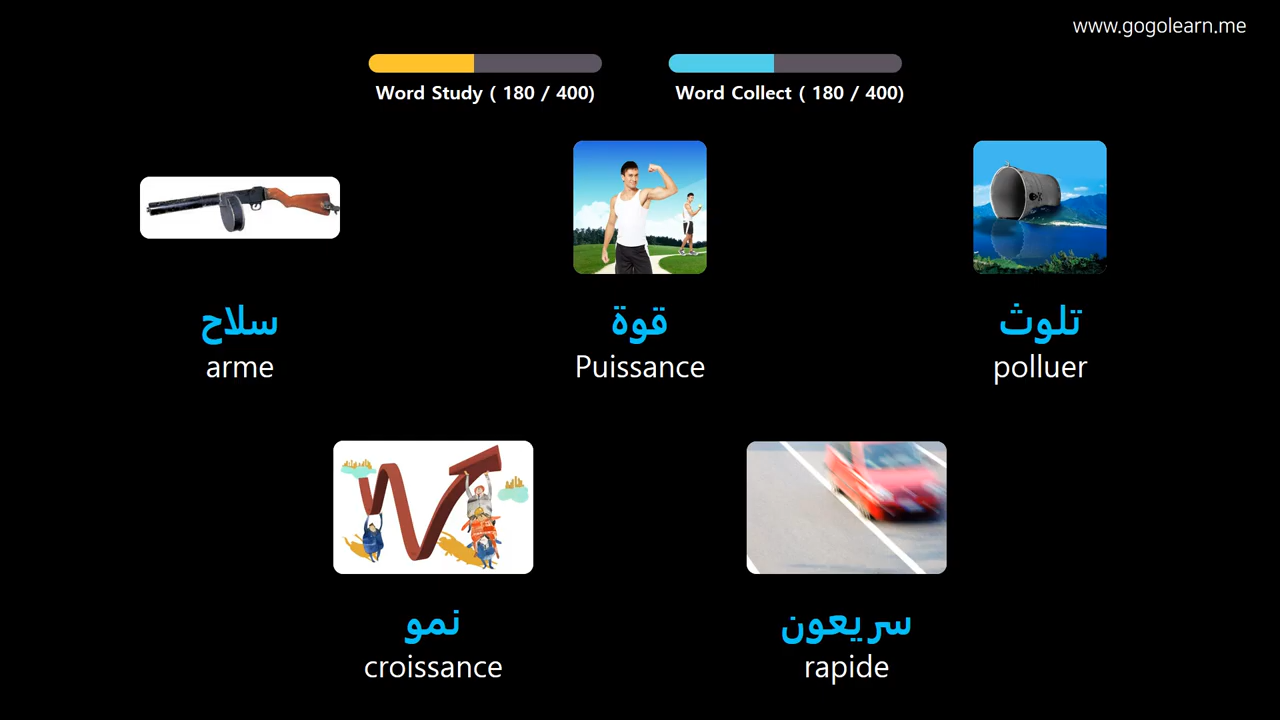 www.gogolearn.me
Word Study ( 180 / 400)
Word Collect ( 180 / 400)
سلاح
arme
قوة
Puissance
تلوث
polluer
نمو
croissance
سريعون
rapide